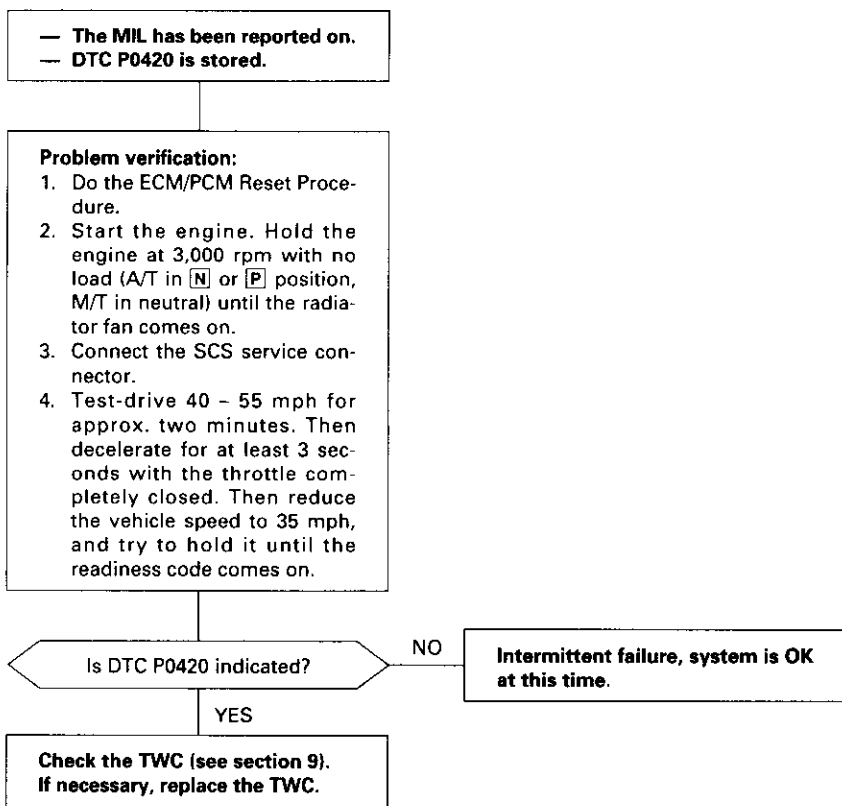 — The MIL has been reported on.
— DTC P0420 is stored.
Problem verification:
1. Do the ECM/PCM Reset Proce-
dure.
2. Start the engine. Hold the
engine at 3,000 rpm with no
load (A/T in N or P position,
M/T in neutral) until the radia-
tor fan comes on.
3. Connect the SCS service con-
nector.
4. Test-drive 40 – 55 mph for
approx. two minutes. Then
decelerate for at least 3 sec-
onds with the throttle com-
pletely closed. Then reduce
the vehicle speed to 35 mph,
and try to hold it until the
readiness code comes on.
Is DTC P0420 indicated?
NO
Intermittent failure, system is OK
at this time.
YES
Check the TWC (see section 9).
If necessary, replace the TWC.